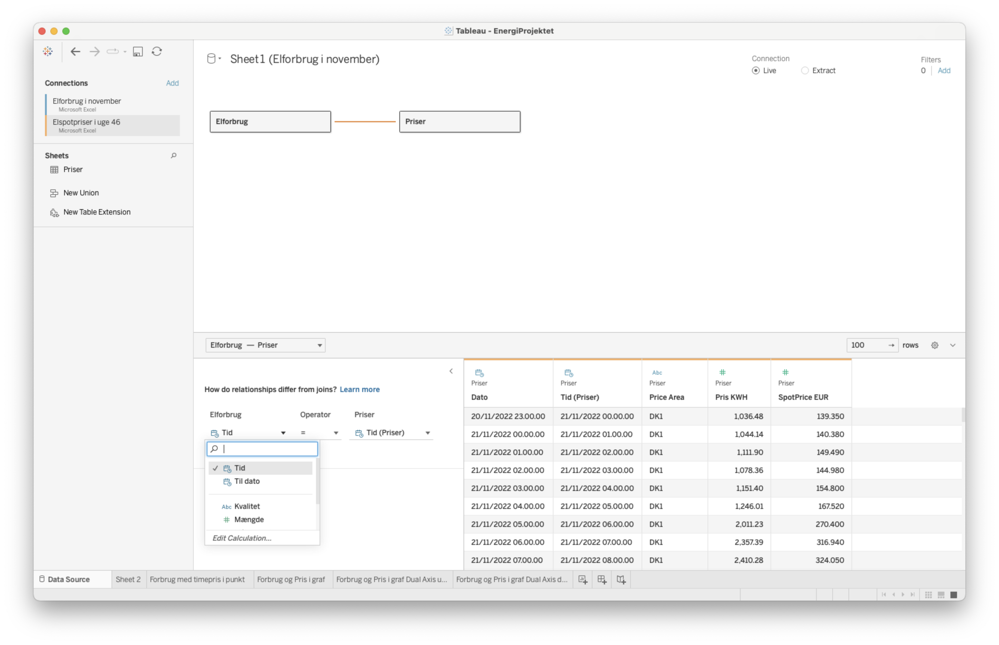 Tableau - EnergiProjektet
Connections Add
Elforbrug i november
Microsoft Excel
Elspotpriser i uge 46
Microsoft Excel
Sheets
Priser
New Union
New Table Extension
Sheet1 (Elforbrug i november)
Connection
Live Extract
Filters
0 Add
Elforbrug
Priser
Elforbrug — Priser
100 rows
How do relationships differ from joins? Learn more
Elforbrug Operator Priser
Tid = Tid (Priser)
Tid
Til dato
Abc Kvalitet
# Mængde
Edit Calculation...
Abc # #
Priser Priser Priser Priser Priser
Dato Tid (Priser) Price Area Pris KWH SpotPrice EUR
20/11/2022 23.00.00 21/11/2022 00.00.00 DK1 1,036.48 139.350
21/11/2022 00.00.00 21/11/2022 01.00.00 DK1 1,044.14 140.380
21/11/2022 01.00.00 21/11/2022 02.00.00 DK1 1,111.90 149.490
21/11/2022 02.00.00 21/11/2022 03.00.00 DK1 1,078.36 144.980
21/11/2022 03.00.00 21/11/2022 04.00.00 DK1 1,151.40 154.800
21/11/2022 04.00.00 21/11/2022 05.00.00 DK1 1,246.01 167.520
21/11/2022 05.00.00 21/11/2022 06.00.00 DK1 2,011.23 270.400
21/11/2022 06.00.00 21/11/2022 07.00.00 DK1 2,357.39 316.940
21/11/2022 07.00.00 21/11/2022 08.00.00 DK1 2,410.28 324.050
Data Source Sheet 2 Forbrug med timepris i punkt Forbrug og Pris i graf Forbrug og Pris i graf Dual Axis u... Forbrug og Pris i graf Dual Axis d...